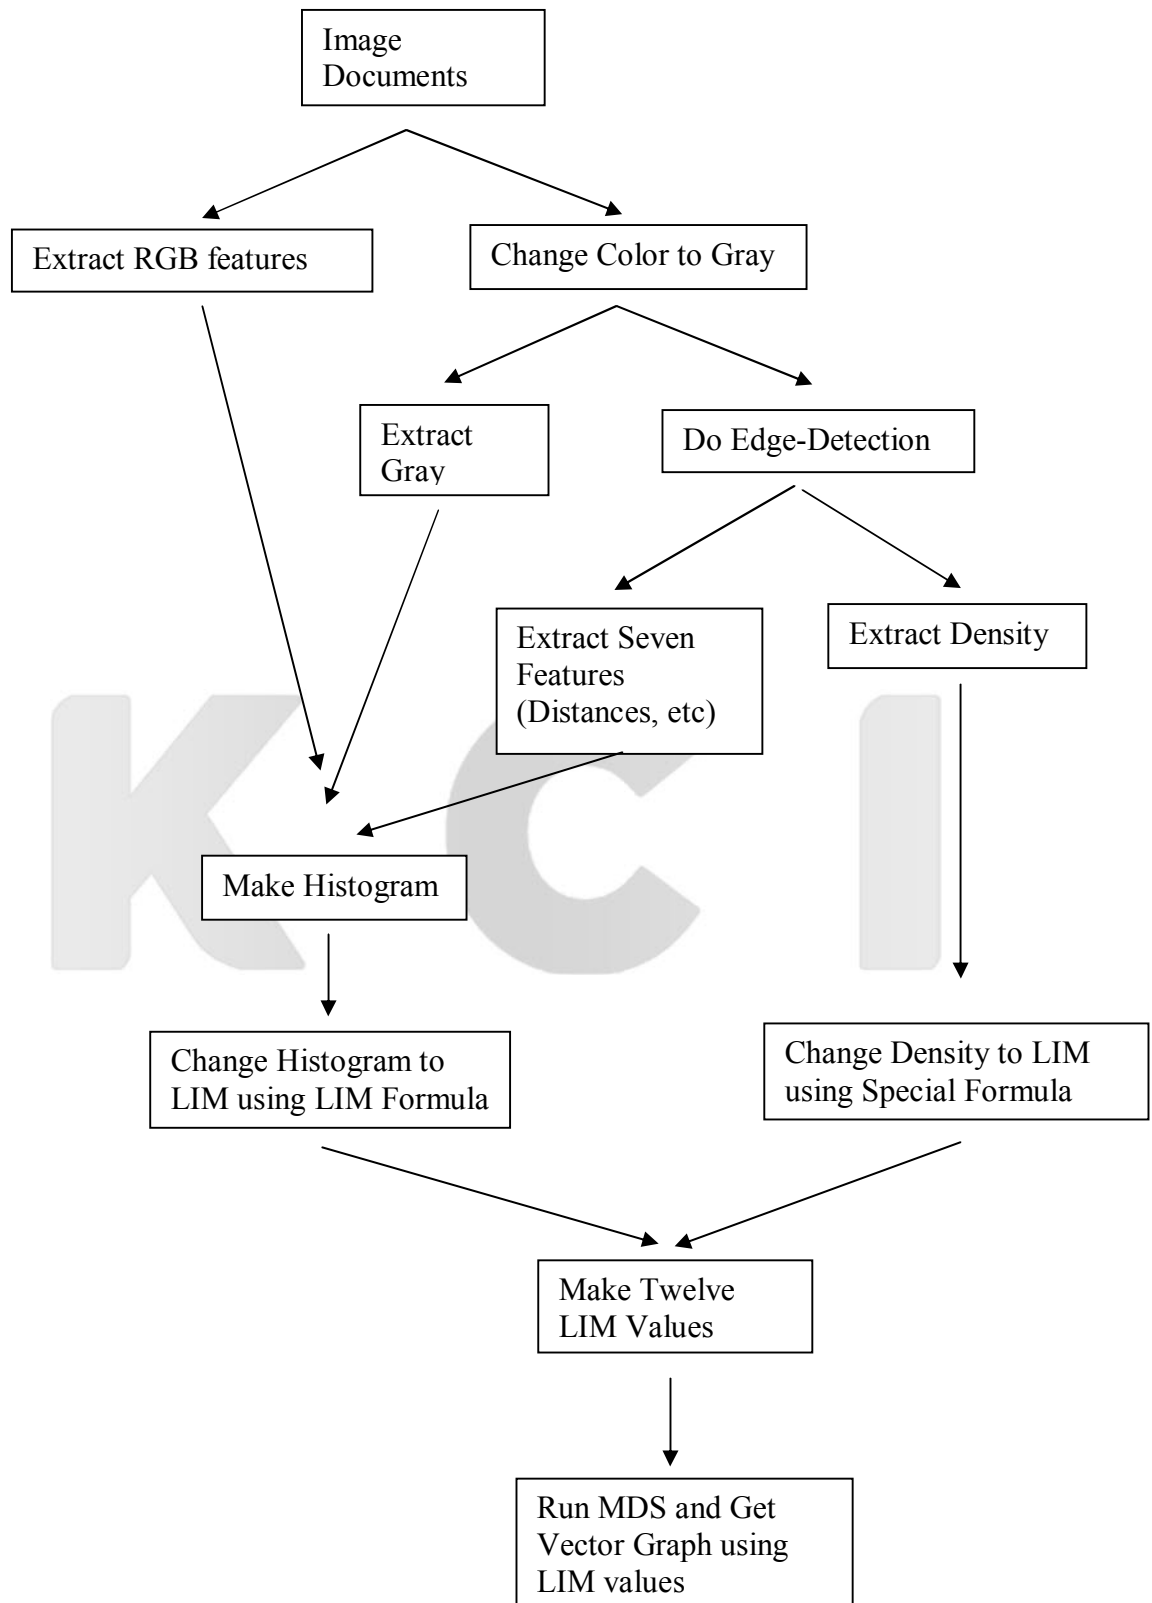 Image
Documents
Extract RGB features
Change Color to Gray
Extract
Gray
Do Edge-Detection
Extract Seven
Features
(Distances, etc)
Extract Density
K C I
Make Histogram
Change Histogram to
LIM using LIM Formula
Change Density to LIM
using Special Formula
Make Twelve
LIM Values
Run MDS and Get
Vector Graph using
LIM values